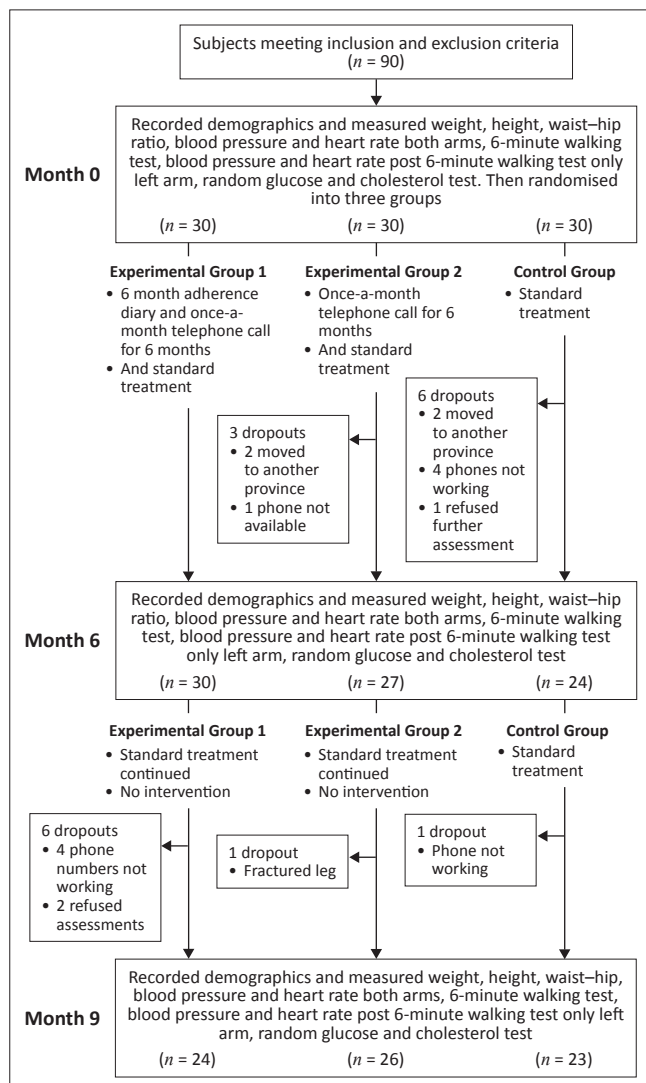 Subjects meeting inclusion and exclusion criteria
(n = 90)
Month 0
Recorded demographics and measured weight, height, waist–hip
ratio, blood pressure and heart rate both arms, 6-minute walking
test, blood pressure and heart rate post 6-minute walking test only
left arm, random glucose and cholesterol test. Then randomised
into three groups
(n = 30) (n = 30) (n = 30)
Experimental Group 1
• 6 month adherence
diary and once-a-
month telephone call
for 6 months
• And standard
treatment
Experimental Group 2
• Once-a-month
telephone call for 6
months
• And standard
treatment
Control Group
• Standard
treatment
3 dropouts
• 2 moved
to another
province
• 1 phone not
available
6 dropouts
• 2 moved
to another
province
• 4 phones not
working
• 1 refused
further
assessment
Month 6
Recorded demographics and measured weight, height, waist–hip
ratio, blood pressure and heart rate both arms, 6-minute walking
test, blood pressure and heart rate post 6-minute walking test
only left arm, random glucose and cholesterol test
(n = 30) (n = 27) (n = 24)
Experimental Group 1
• Standard treatment
continued
• No intervention
Experimental Group 2
• Standard treatment
continued
• No intervention
Control Group
• Standard
treatment
6 dropouts
• 4 phone
numbers not
working
• 2 refused
assessments
1 dropout
• Fractured leg
1 dropout
• Phone not
working
Month 9
Recorded demographics and measured weight, height, waist–hip,
blood pressure and heart rate both arms, 6-minute walking test,
blood pressure and heart rate post 6-minute walking test only left
arm, random glucose and cholesterol test
(n = 24) (n = 26) (n = 23)